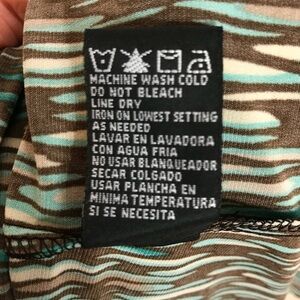 MACHINE WASH COLD
DO NOT BLEACH
LINE DRY
IRON ON LOWEST SETTING
AS NEEDED
LAVAR EN LAVADORA
CON AGUA FRIA
NO USAR BLANQUEADOR
SECAR COLGADO
USAR PLANCHA EN
MINIMA TEMPERATURA
SI SE NECESITA